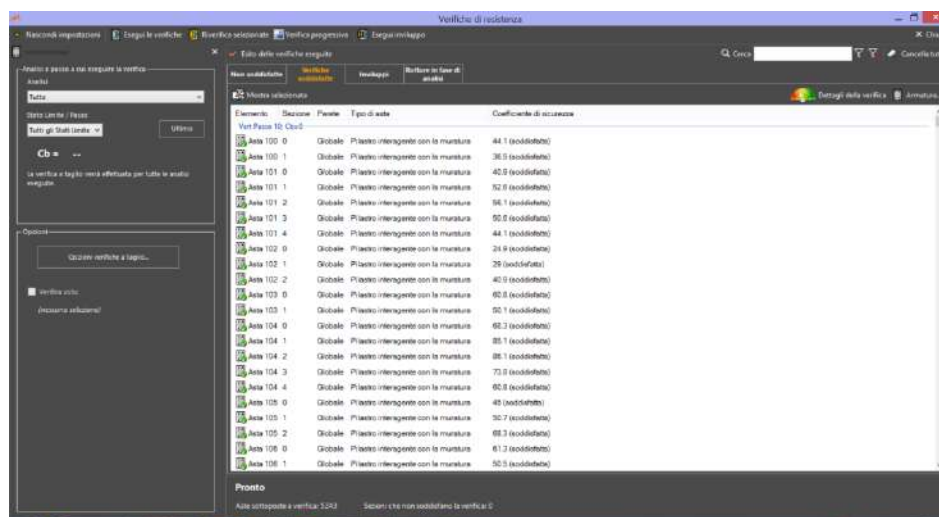 Verifiche di resistenza
Nascondi impostazioni Esegui le verifiche Riverifica selezionate Verifica progressiva Esegui inviluppo
Esito delle verifiche eseguite Cerca
Analisi e passo a cui eseguire la verifica
Analisi
Tutte
Stato Limite / Passo
Tutti gli Stati Limite Ultimo
Cb = --
La verifica a taglio verrà effettuata per tutte le analisi
eseguite.
Opzioni
Opzioni verifiche a taglio...
Verifica solo:
(nessuna selezione)
Non soddisfatte Verifiche soddisfatte Inviluppi Rotture in fase di analisi
Mostra selezionato Dettagli della verifica Armatura
Elemento Sezione Parete Tipo di asta Coefficiente di sicurezza
Vert Passo 10;
Asta 100 0 Globale Pilastro interagente con la muratura 44.1 (soddisfatta)
Asta 100 1 Globale Pilastro interagente con la muratura (soddisfatta)
Asta 101 0 Globale Pilastro interagente con la muratura 40.9 (soddisfatta)
Asta 101 1 Globale Pilastro interagente con la muratura 52.8 (soddisfatta)
Asta 101 2 Globale Pilastro interagente con la muratura 56.1 (soddisfatta)
Asta 101 3 Globale Pilastro interagente con la muratura 50.8 (soddisfatta)
Asta 101 4 Globale Pilastro interagente con la muratura 44.1 (soddisfatta)
Asta 102 0 Globale Pilastro interagente con la muratura 24.9 (soddisfatta)
Asta 102 1 Globale Pilastro interagente con la muratura 29 (soddisfatta)
Asta 102 2 Globale Pilastro interagente con la muratura 40.9 (soddisfatta)
Asta 103 0 Globale Pilastro interagente con la muratura 60.8 (soddisfatta)
Asta 103 1 Globale Pilastro interagente con la muratura 50.1 (soddisfatta)
Asta 104 0 Globale Pilastro interagente con la muratura 68.3 (soddisfatta)
Asta 104 1 Globale Pilastro interagente con la muratura 85.1 (soddisfatta)
Asta 104 2 Globale Pilastro interagente con la muratura 86.1 (soddisfatta)
Asta 104 3 Globale Pilastro interagente con la muratura 73.8 (soddisfatta)
Asta 104 4 Globale Pilastro interagente con la muratura 60.8 (soddisfatta)
Asta 105 0 Globale Pilastro interagente con la muratura 45 (soddisfatta)
Asta 105 1 Globale Pilastro interagente con la muratura 50.7 (soddisfatta)
Asta 105 2 Globale Pilastro interagente con la muratura 68.3 (soddisfatta)
Asta 106 0 Globale Pilastro interagente con la muratura 61.3 (soddisfatta)
Asta 106 1 Globale Pilastro interagente con la muratura 50.5 (soddisfatta)
Pronto
Aste sottoposte a verifica: 5243 Sezioni che non soddisfano la verifica: 0